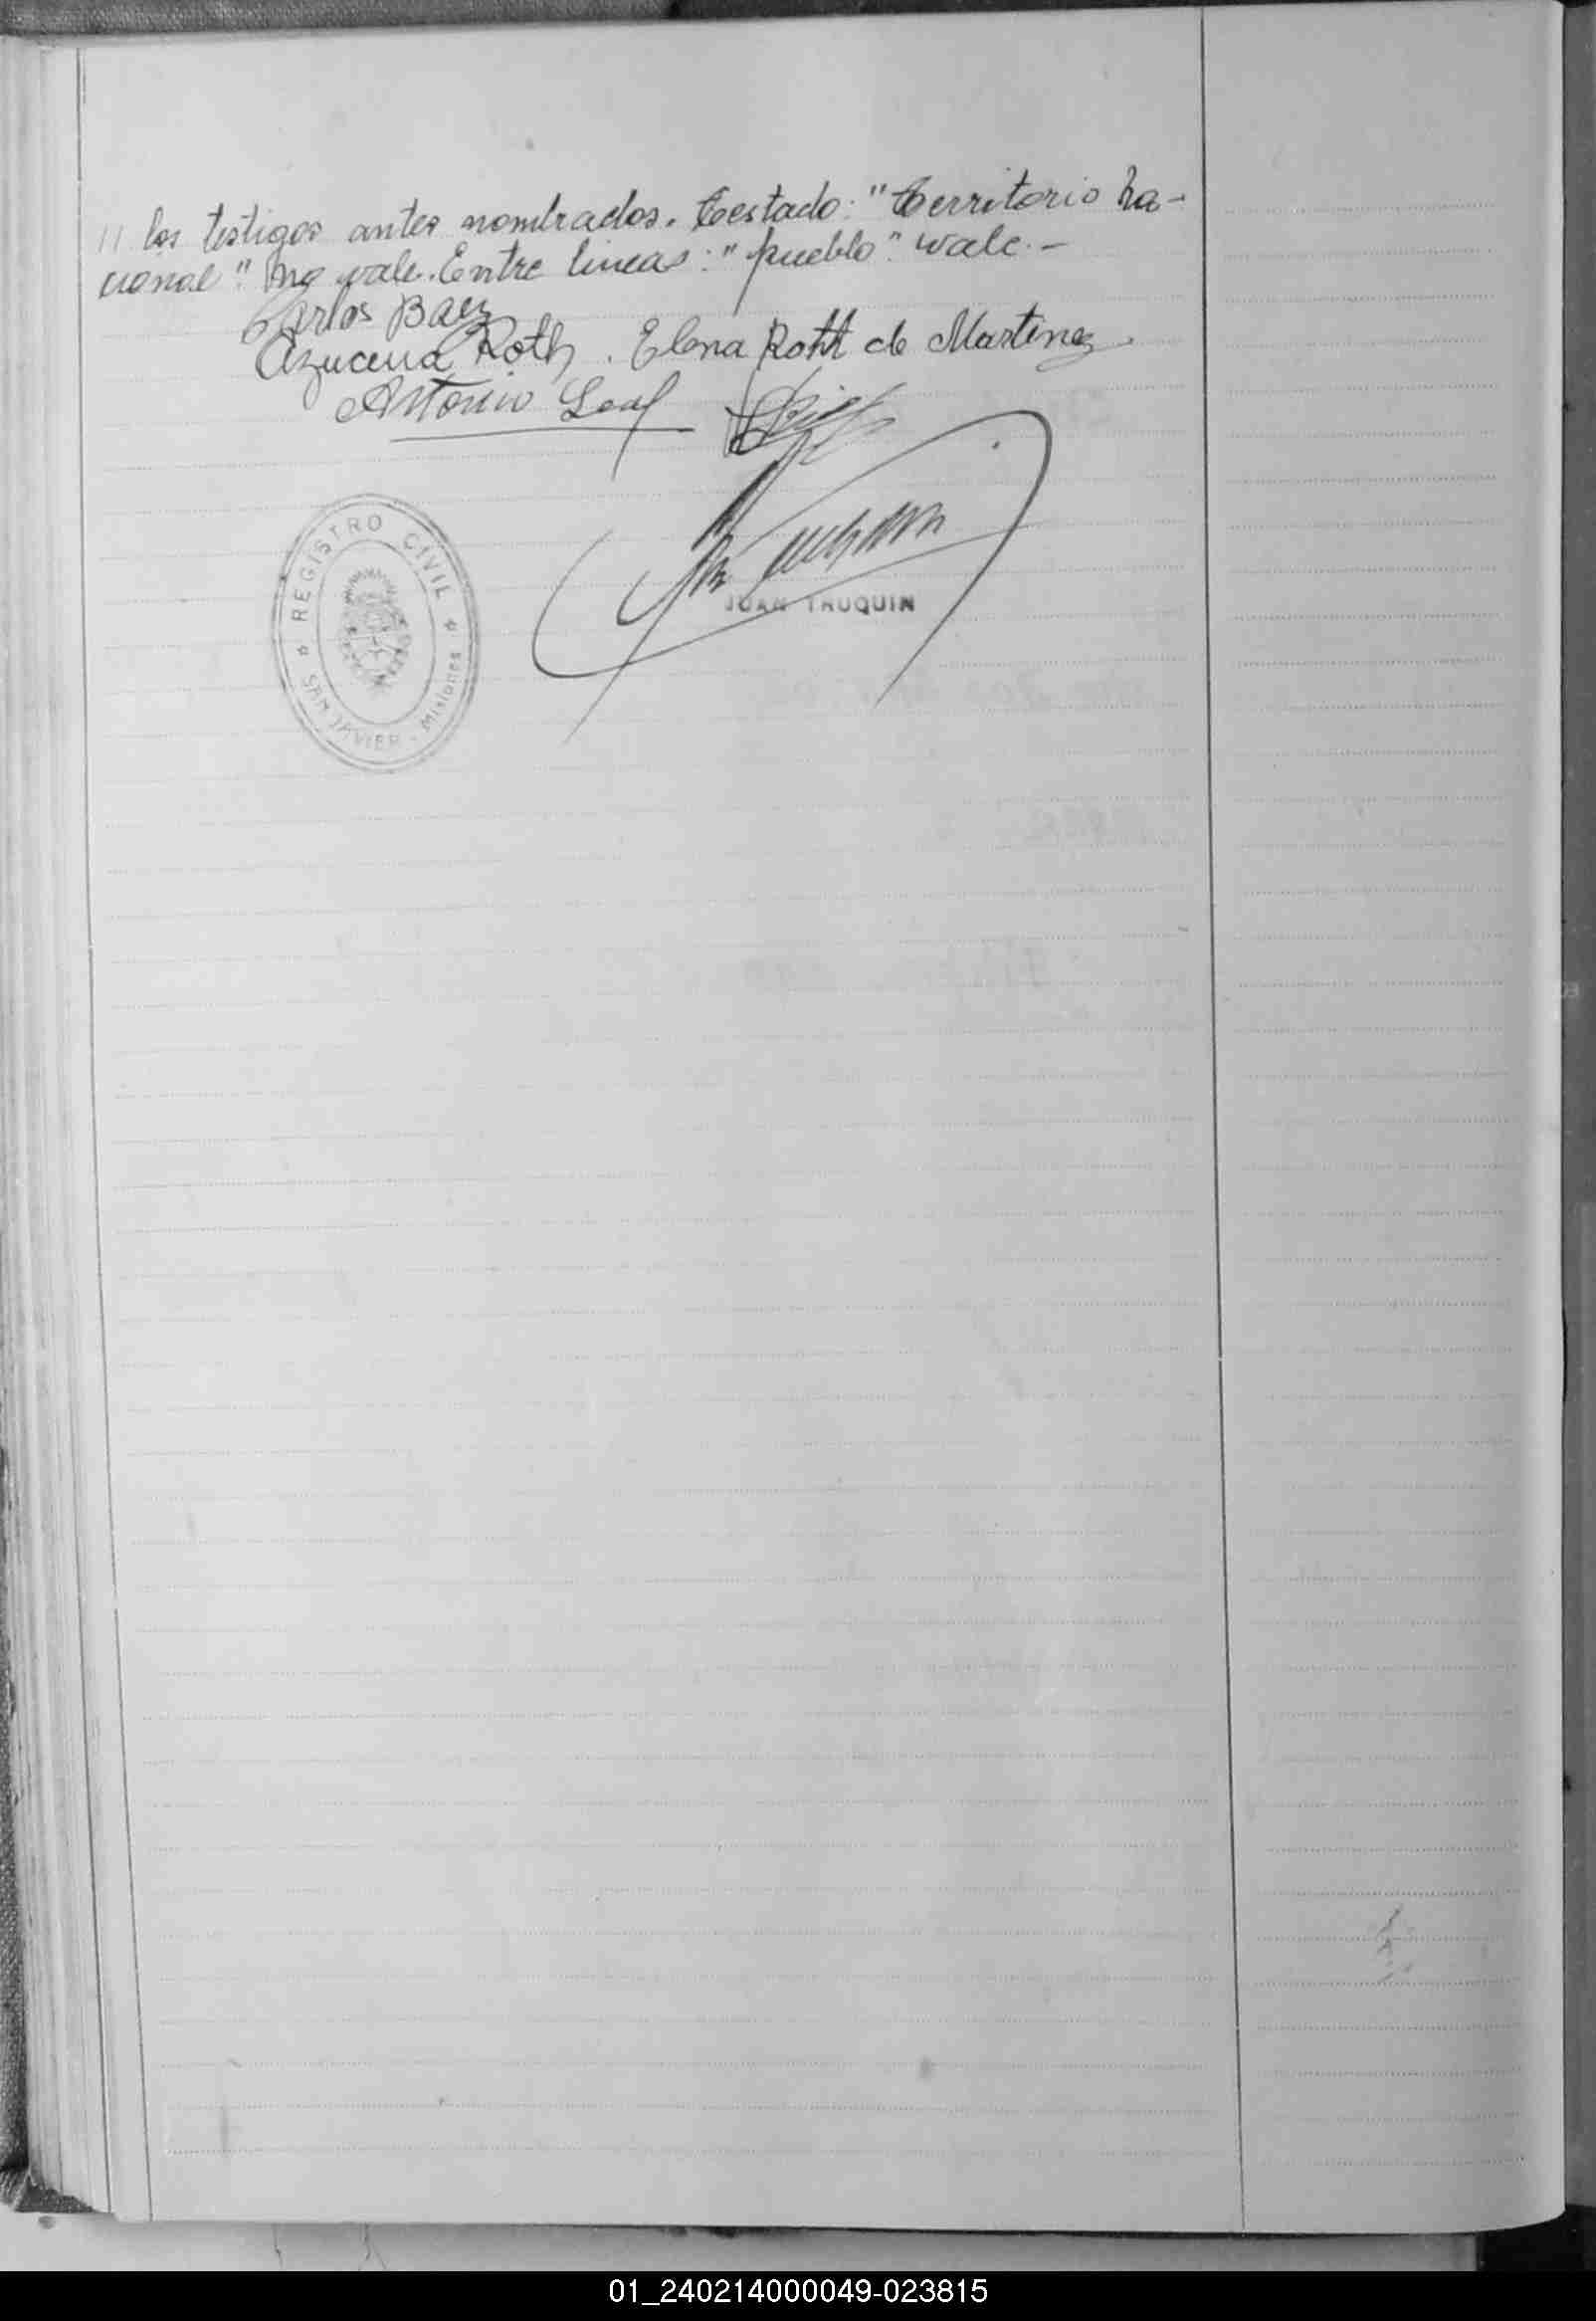 // los testigos antes nombrados. Testado: "Territorio Na-
cional" no vale. Entre lineas: "pueblo" vale. -
Carlos Baez
Azucena Roth. Elena Roth de Martinez.
Antonio Leal
JUAN TRUQUIN
REGISTRO CIVIL
SAN JAVIER - Misiones
01_240214000049-023815